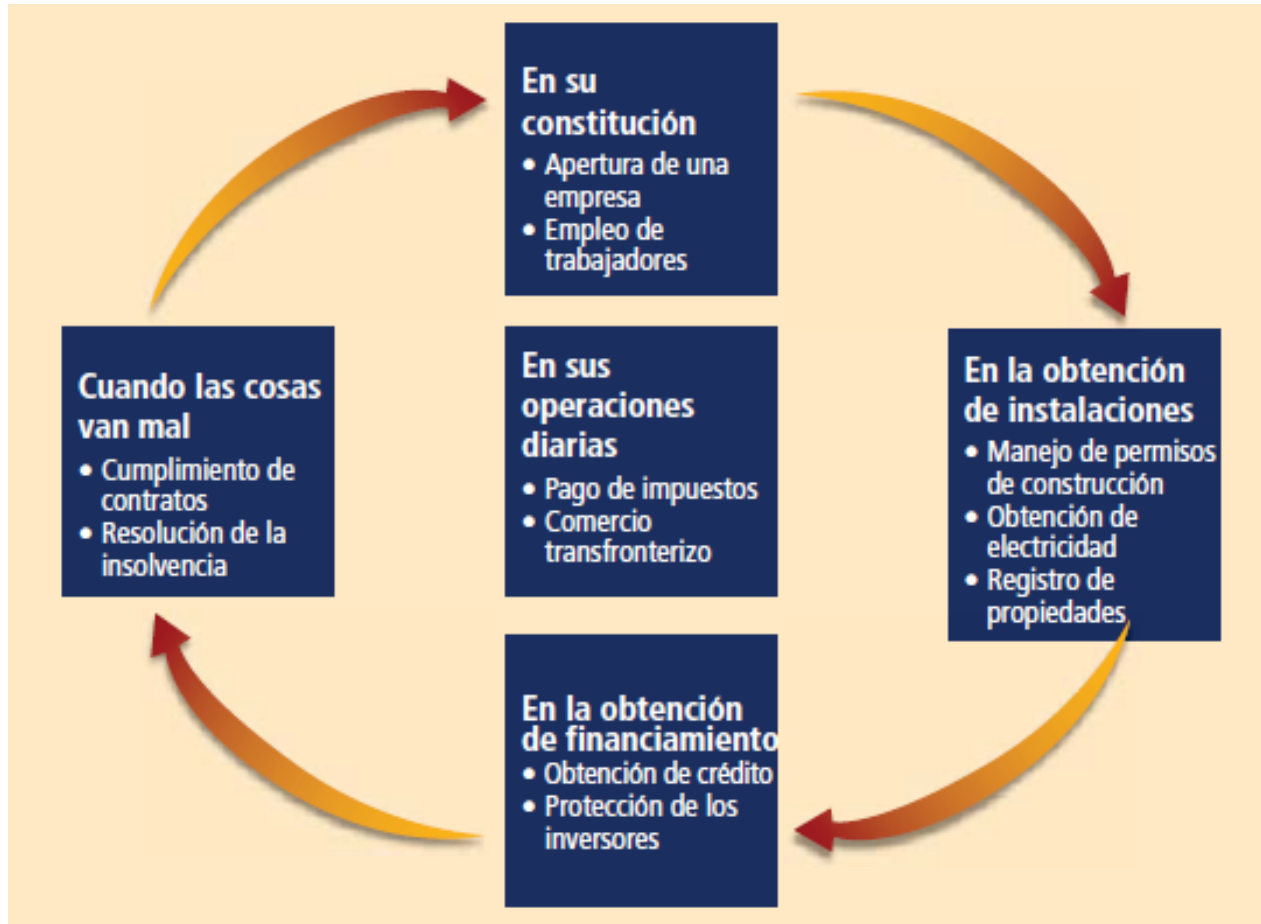 En su
constitución
• Apertura de una
empresa
• Empleo de
trabajadores
Cuando las cosas
van mal
• Cumplimiento de
contratos
• Resolución de la
insolvencia
En sus
operaciones
diarias
• Pago de impuestos
• Comercio
transfronterizo
En la obtención
de instalaciones
• Manejo de permisos
de construcción
• Obtención de
electricidad
• Registro de
propiedades
En la obtención
de financiamiento
• Obtención de crédito
• Protección de los
inversores